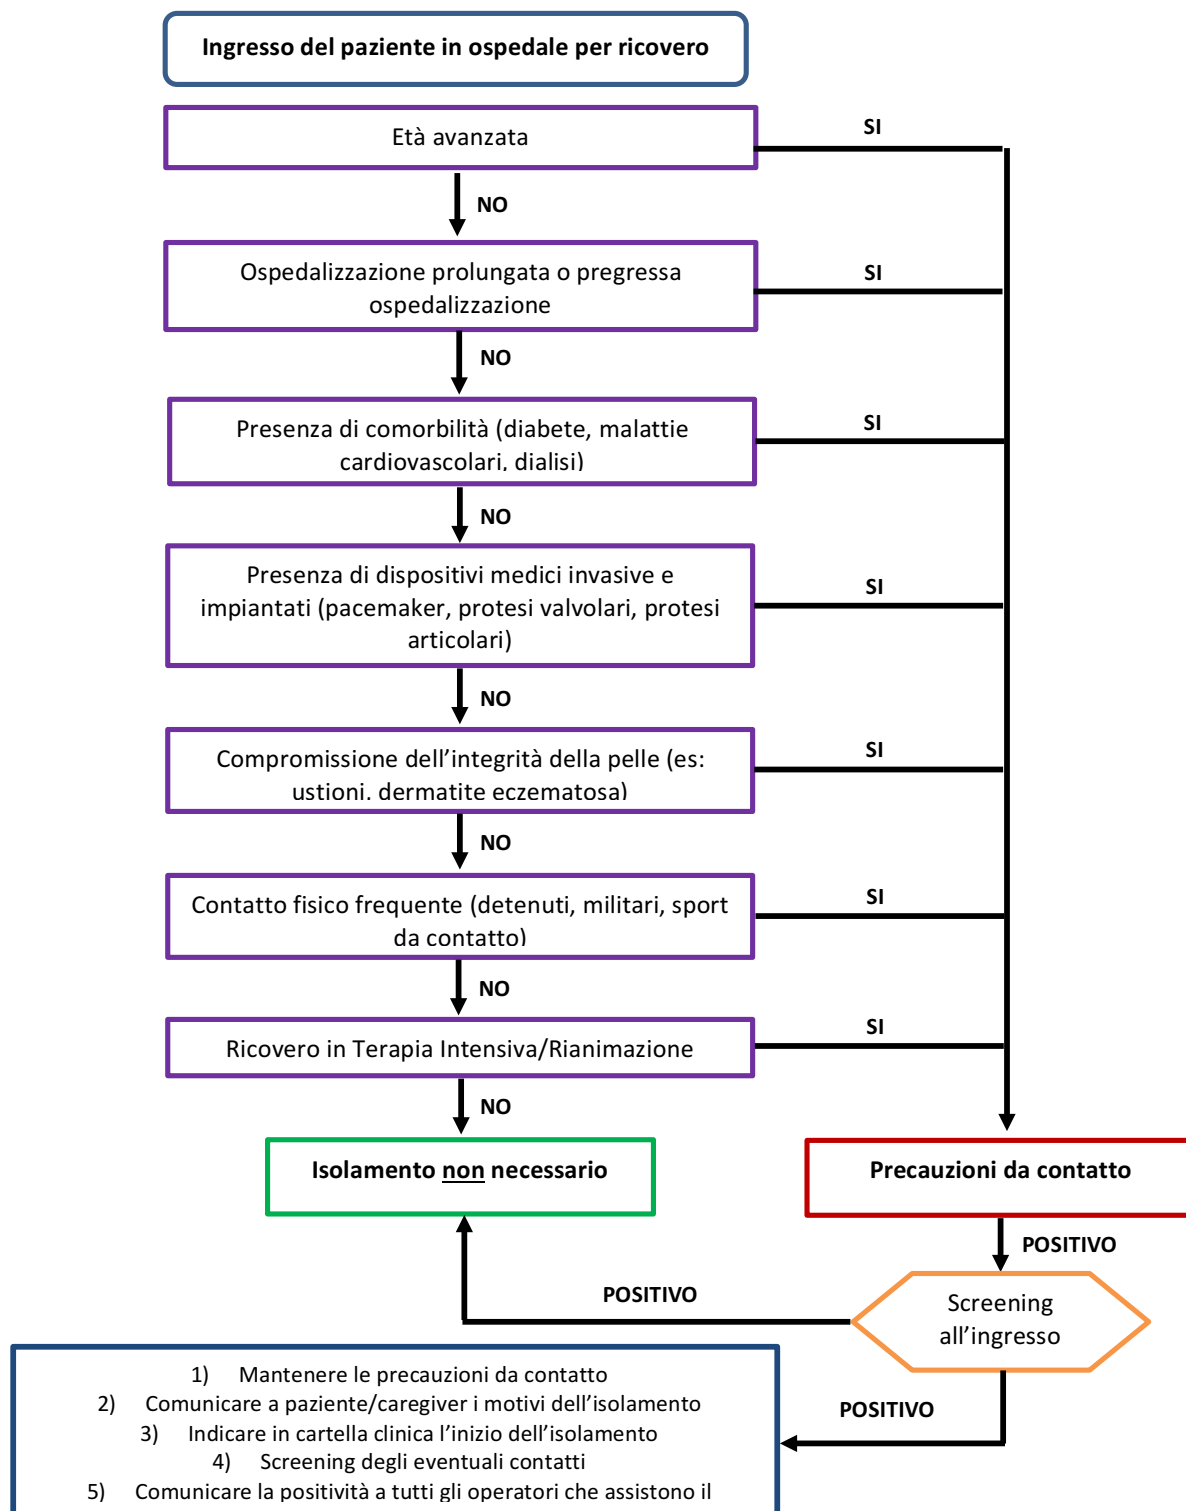 Ingresso del paziente in ospedale per ricovero
Età avanzata
SI
NO
Ospedalizzazione prolungata o pregressa
ospedalizzazione
SI
NO
Presenza di comorbilità (diabete, malattie
cardiovascolari, dialisi)
SI
NO
Presenza di dispositivi medici invasive e
impiantati (pacemaker, protesi valvolari, protesi
articolari)
SI
NO
Compromissione dell'integrità della pelle (es:
ustioni, dermatite eczematosa)
SI
NO
Contatto fisico frequente (detenuti, militari, sport
da contatto)
SI
NO
Ricovero in Terapia Intensiva/Rianimazione
SI
NO
Isolamento non necessario
Precauzioni da contatto
POSITIVO
POSITIVO
Screening
all'ingresso
POSITIVO
1) Mantenere le precauzioni da contatto
2) Comunicare a paziente/caregiver i motivi dell'isolamento
3) Indicare in cartella clinica l'inizio dell'isolamento
4) Screening degli eventuali contatti
5) Comunicare la positività a tutti gli operatori che assistono il